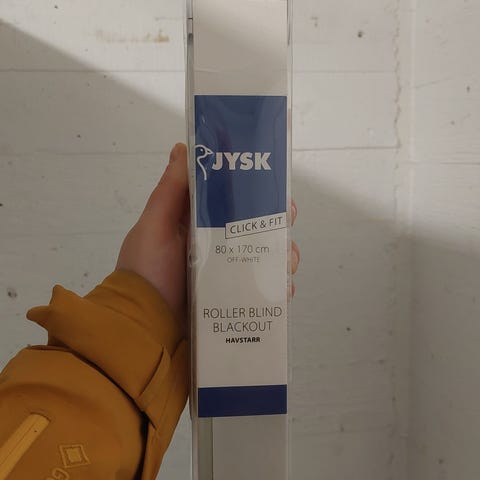 JYSK
CLICK & FIT
80 x 170 cm
OFF-WHITE
ROLLER BLIND
BLACKOUT
HAVSTARR